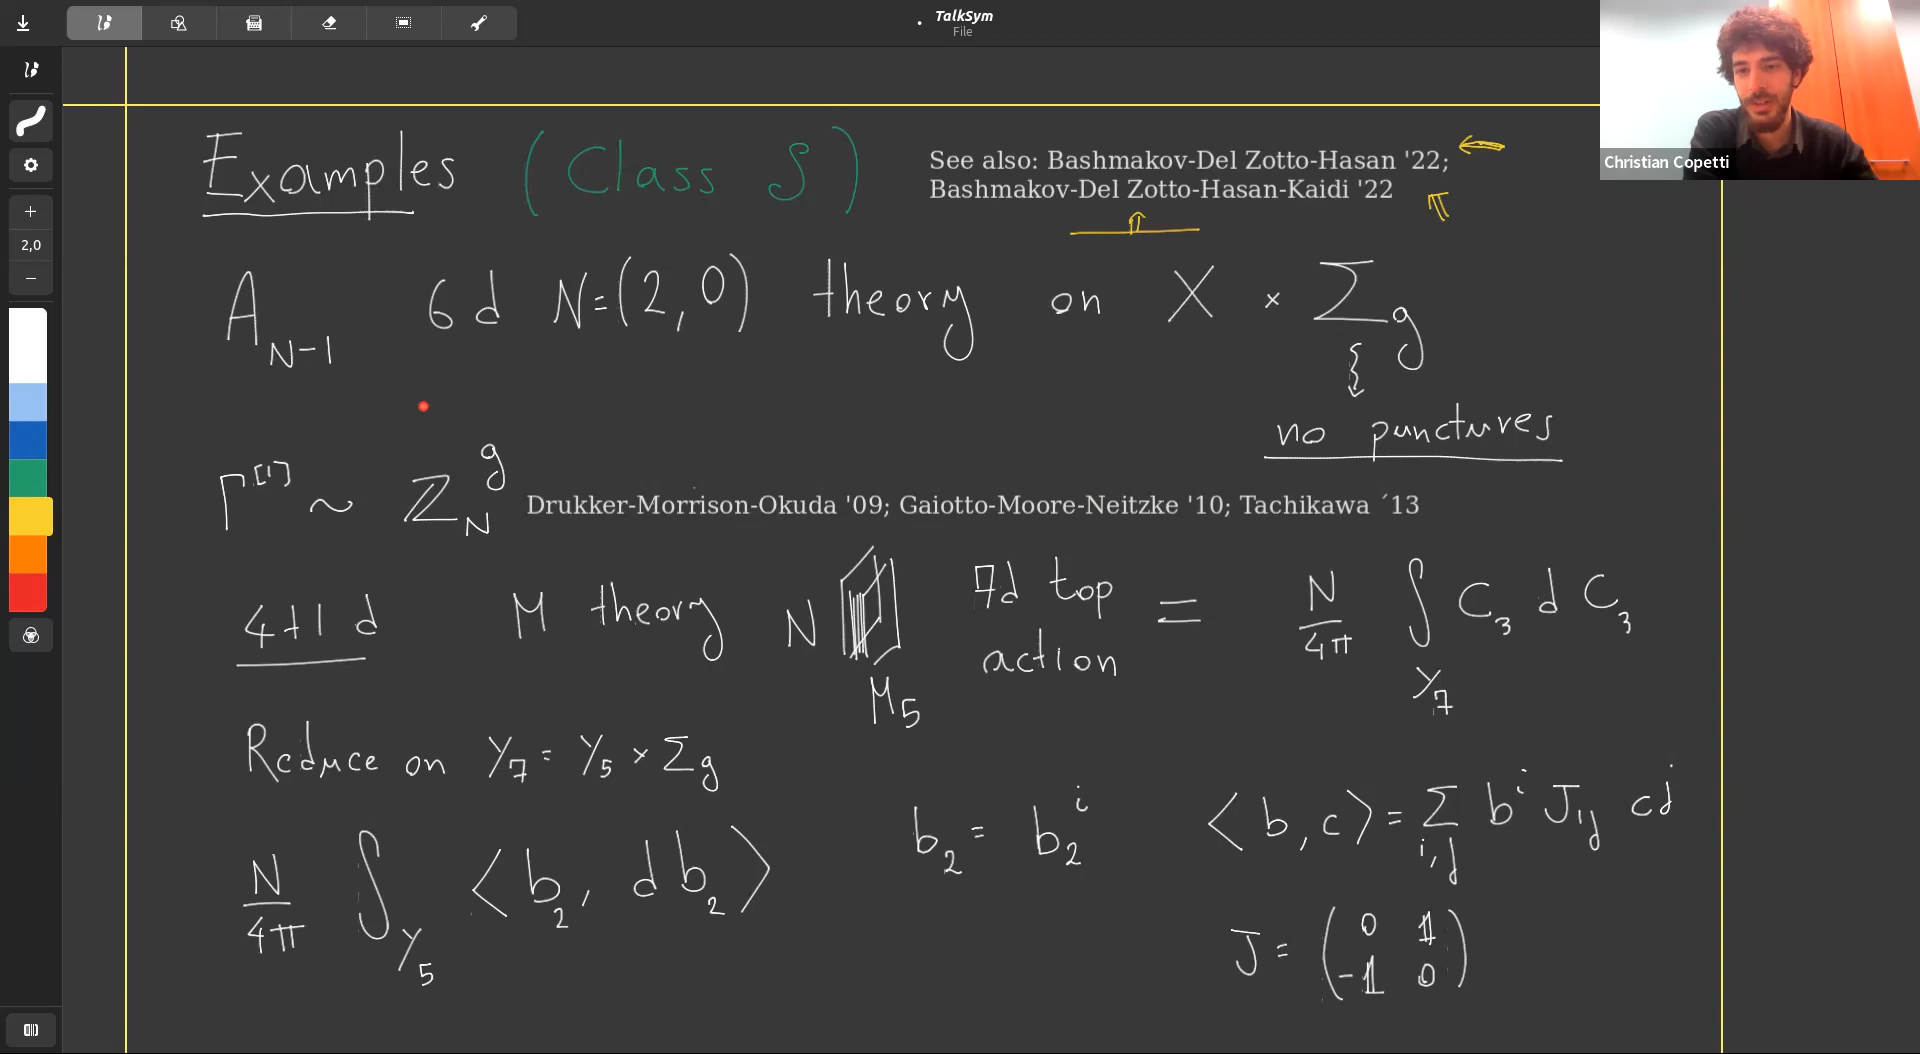 TalkSym
File
Christian Copetti
2,0
Examples (Class S)
See also: Bashmakov-Del Zotto-Hasan '22;
Bashmakov-Del Zotto-Hasan-Kaidi '22
A_{N-1} 6d N=(2,0) theory on X × Σ_g
no punctures
Γ^{[1]} ~ ℤ_N^g Drukker-Morrison-Okuda '09; Gaiotto-Moore-Neitzke '10; Tachikawa ´13
4+1 d M theory N M_5 7d top action = N/4π ∫_{Y_7} C_3 d C_3
Reduce on Y_7 = Y_5 × Σ_g
b_2 = b_2^i <b,c> = Σ_{i,j} b^i J_{ij} c^j
N/4π ∫_{Y_5} <b_2, d b_2>
J = (0 𝟙
-𝟙 0)